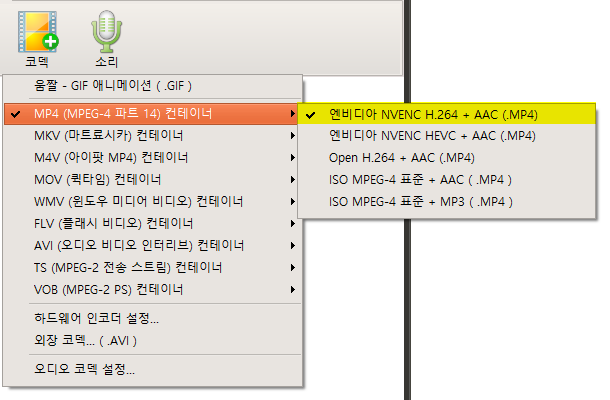 코덱
소리
움짤 - GIF 애니메이션 ( .GIF )
MP4 (MPEG-4 파트 14) 컨테이너
MKV (마트료시카) 컨테이너
M4V (아이팟 MP4) 컨테이너
MOV (퀵타임) 컨테이너
WMV (윈도우 미디어 비디오) 컨테이너
FLV (플래시 비디오) 컨테이너
AVI (오디오 비디오 인터리브) 컨테이너
TS (MPEG-2 전송 스트림) 컨테이너
VOB (MPEG-2 PS) 컨테이너
하드웨어 인코더 설정...
외장 코덱... ( .AVI )
오디오 코덱 설정...
엔비디아 NVENC H.264 + AAC (.MP4)
엔비디아 NVENC HEVC + AAC (.MP4)
Open H.264 + AAC (.MP4)
ISO MPEG-4 표준 + AAC ( .MP4 )
ISO MPEG-4 표준 + MP3 ( .MP4 )